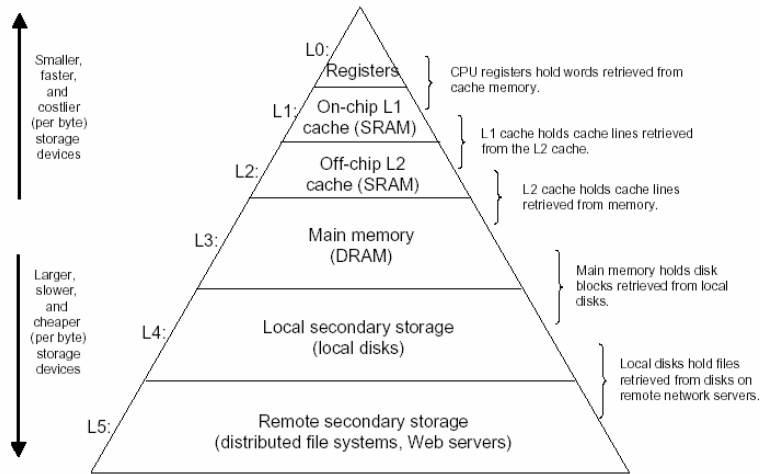 Smaller,
faster,
and
costlier
(per byte)
storage
devices
Larger,
slower,
and
cheaper
(per byte)
storage
devices
L0:
Registers
L1:
On-chip L1
cache (SRAM)
L2:
Off-chip L2
cache (SRAM)
L3:
Main memory
(DRAM)
L4:
Local secondary storage
(local disks)
L5:
Remote secondary storage
(distributed file systems, Web servers)
CPU registers hold words retrieved from
cache memory.
L1 cache holds cache lines retrieved
from the L2 cache.
L2 cache holds cache lines
retrieved from memory.
Main memory holds disk
blocks retrieved from local
disks.
Local disks hold files
retrieved from disks on
remote network servers.